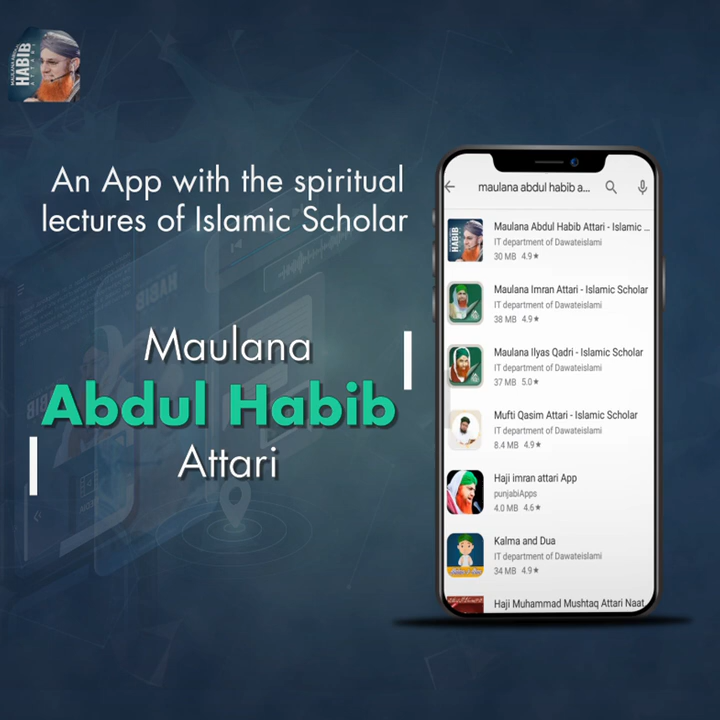 HABIB
An App with the spiritual
lectures of Islamic Scholar
Maulana
Abdul Habib
Attari
maulana abdul habib a...
Maulana Abdul Habib Attari - Islamic ...
IT department of Dawateislami
30 MB 4.9★
Maulana Imran Attari - Islamic Scholar
IT department of Dawateislami
38 MB 4.9★
Maulana Ilyas Qadri - Islamic Scholar
IT department of Dawateislami
37 MB 5.0★
Mufti Qasim Attari - Islamic Scholar
IT department of Dawateislami
8.4 MB 4.9★
Haji imran attari App
punjabiApps
4.0 MB 4.6★
Kalma and Dua
IT department of Dawateislami
34 MB 4.9★
Haji Muhammad Mushtaq Attari Naat